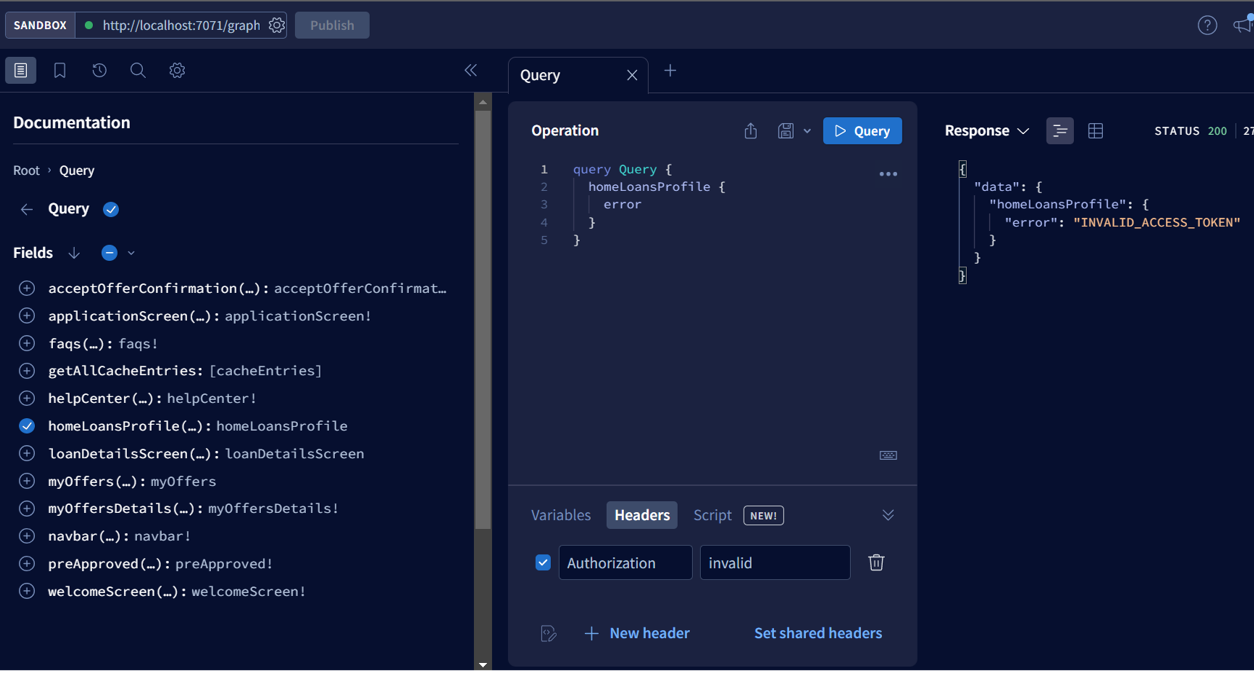 SANDBOX http://localhost:7071/graph Publish
Documentation
Root › Query
Query
Fields
acceptOfferConfirmation(…): acceptOfferConfirmat…
applicationScreen(…): applicationScreen!
faqs(…): faqs!
getAllCacheEntries: [cacheEntries]
helpCenter(…): helpCenter!
homeLoansProfile(…): homeLoansProfile
loanDetailsScreen(…): loanDetailsScreen
myOffers(…): myOffers
myOffersDetails(…): myOffersDetails!
navbar(…): navbar!
preApproved(…): preApproved!
welcomeScreen(…): welcomeScreen!
Query
Operation Query
1 query Query {
2 homeLoansProfile {
3 error
4 }
5 }
Variables Headers Script NEW!
Authorization invalid
New header Set shared headers
Response STATUS 200 27
{
"data": {
"homeLoansProfile": {
"error": "INVALID_ACCESS_TOKEN"
}
}
}